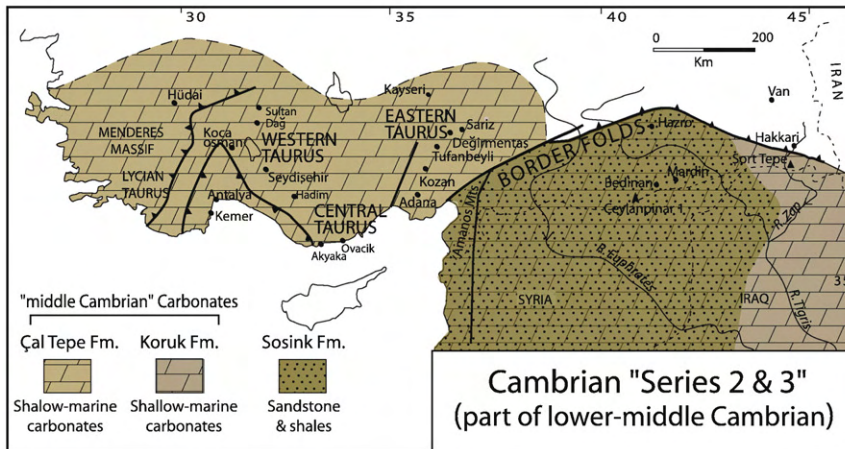 30
35
40
45
0
200
Km
IRAN
Van
Kayseri
Hüdai
Sultan
Dağ
EASTERN
TAURUS
Sariz
Değirmentas
Tufanbeyli
Hazro
Hakkari
MENDERES
MASSIF
Koça
osman
WESTERN
TAURUS
BORDER FOLDS
Sort Tepe
Seydişehir
Kozan
Mardin
Bedinan
LYCIAN
TAURUS
Antalya
Hadim
Adana
Ceylanpinar 1
Kemer
CENTRAL
TAURUS
Amanos Mts.
R. Zap
Akyaka
Ovacik
R. Euphrates
"middle Cambrian" Carbonates
SYRIA
IRAQ
R. Tigris
35
Çal Tepe Fm.
Koruk Fm.
Sosink Fm.
Shalow-marine
carbonates
Shallow-marine
carbonates
Sandstone
& shales
Cambrian "Series 2 & 3"
(part of lower-middle Cambrian)